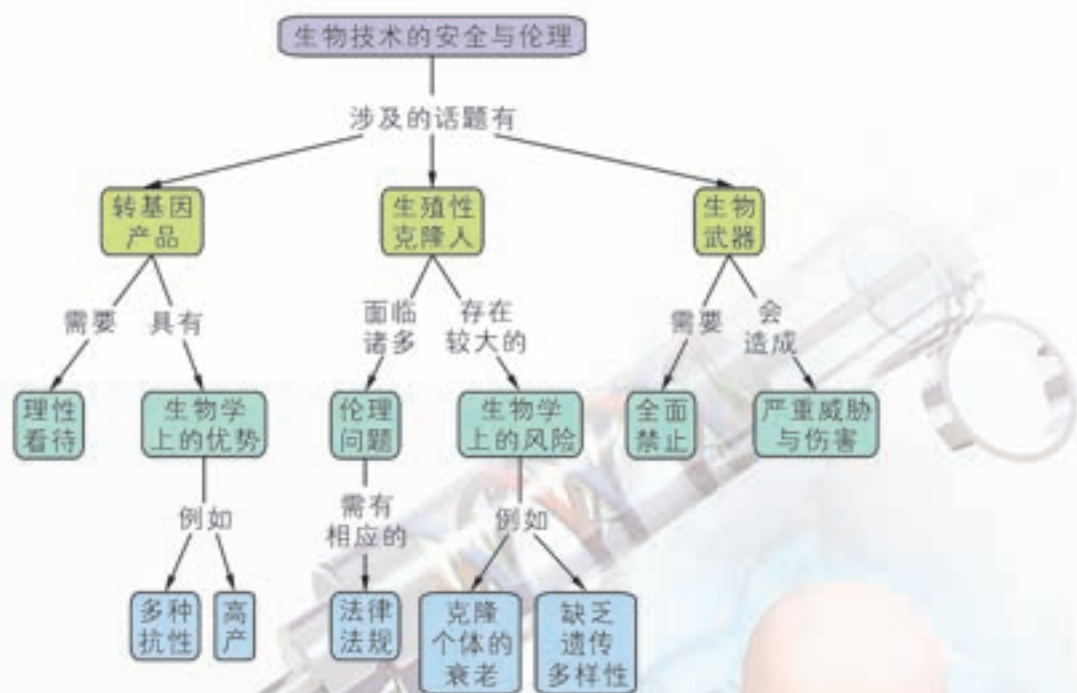 生物技术的安全与伦理
涉及的话题有
转基因
产品
生殖性
克隆人
生物
武器
需要
具有
面临
诸多
存在
较大的
需要
会
造成
理性
看待
生物学
上的优势
伦理
问题
生物学
上的风险
全面
禁止
严重威胁
与伤害
例如
需有
相应的
例如
多种
抗性
高
产
法律
法规
克隆
个体的
衰老
缺乏
遗传
多样性